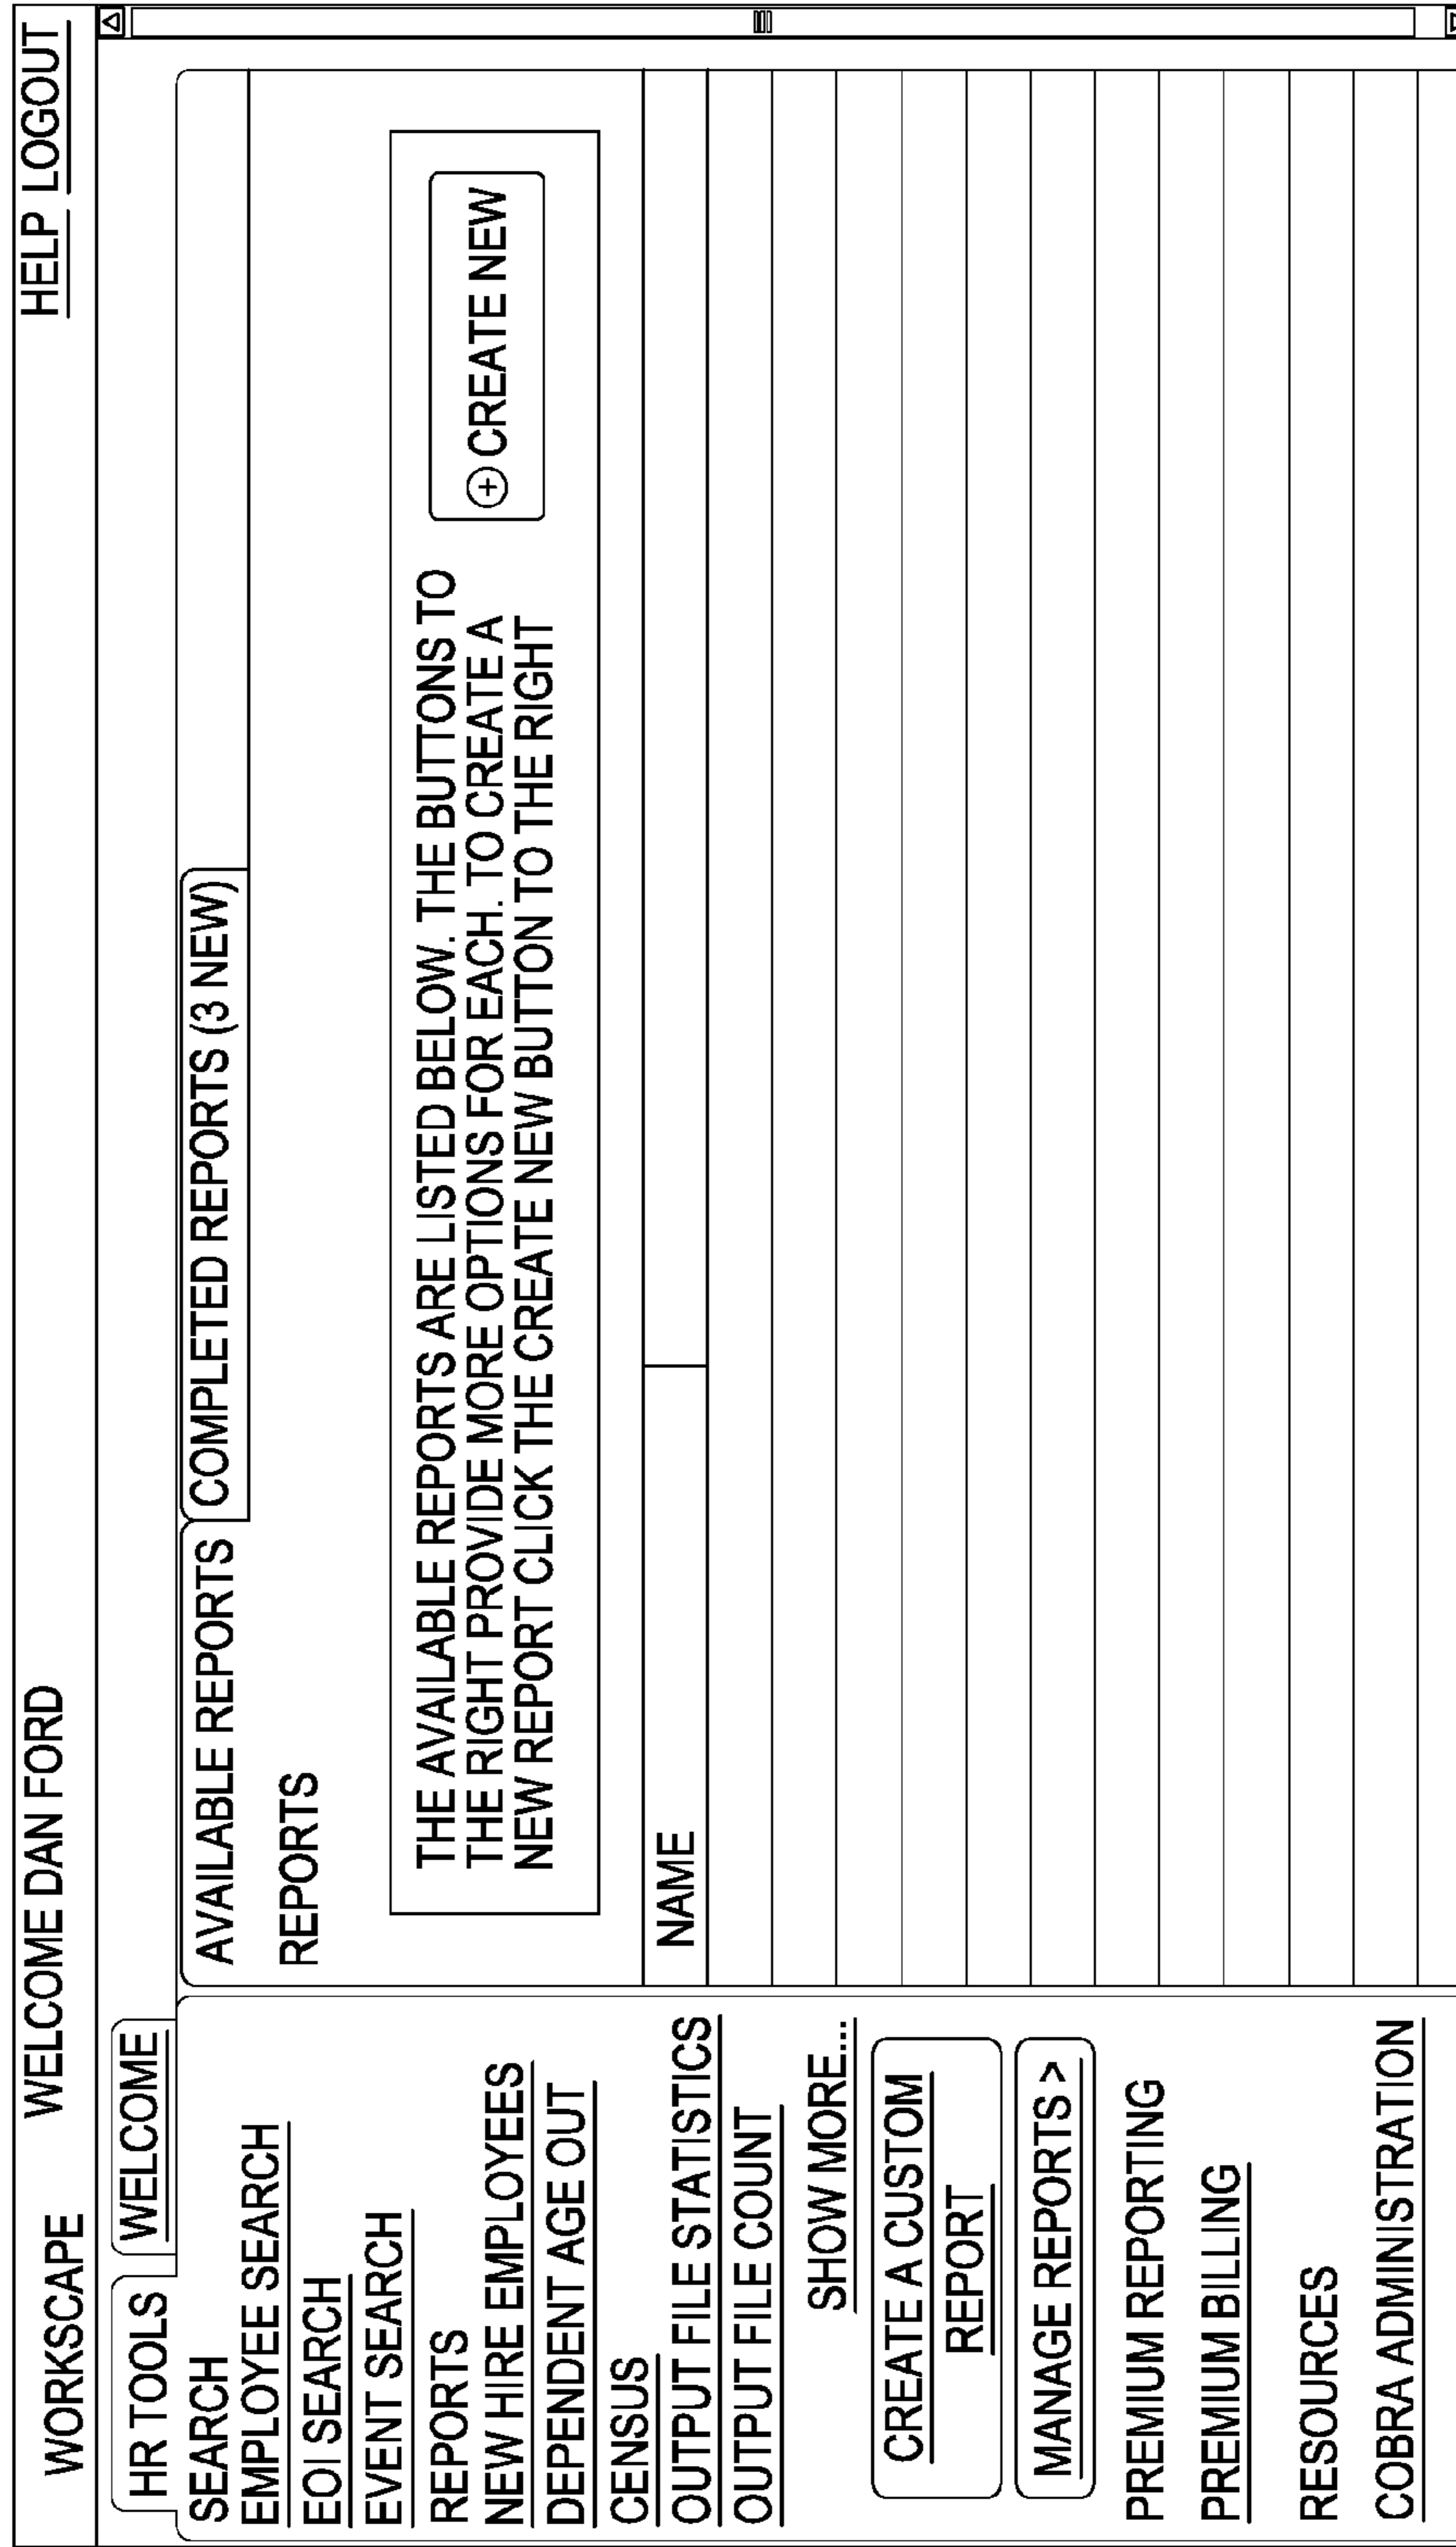 WORKSCAPE WELCOME DAN FORD HELP LOGOUT
HR TOOLS WELCOME
SEARCH
EMPLOYEE SEARCH
EOI SEARCH
EVENT SEARCH
REPORTS
NEW HIRE EMPLOYEES
DEPENDENT AGE OUT
CENSUS
OUTPUT FILE STATISTICS
OUTPUT FILE COUNT
SHOW MORE...
CREATE A CUSTOM
REPORT
MANAGE REPORTS >
PREMIUM REPORTING
PREMIUM BILLING
RESOURCES
COBRA ADMINISTRATION
AVAILABLE REPORTS COMPLETED REPORTS (3 NEW)
REPORTS
THE AVAILABLE REPORTS ARE LISTED BELOW. THE BUTTONS TO
THE RIGHT PROVIDE MORE OPTIONS FOR EACH. TO CREATE A
NEW REPORT CLICK THE CREATE NEW BUTTON TO THE RIGHT
+ CREATE NEW
NAME